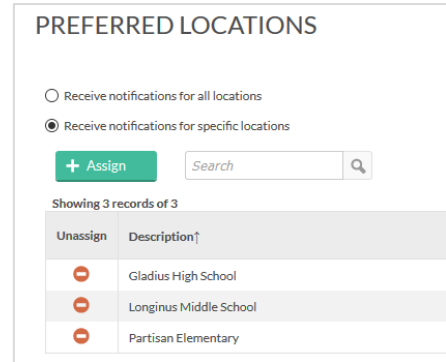 PREFERRED LOCATIONS
Receive notifications for all locations
Receive notifications for specific locations
+ Assign
Search
Showing 3 records of 3
Unassign Description↑
Gladius High School
Longinus Middle School
Partisan Elementary